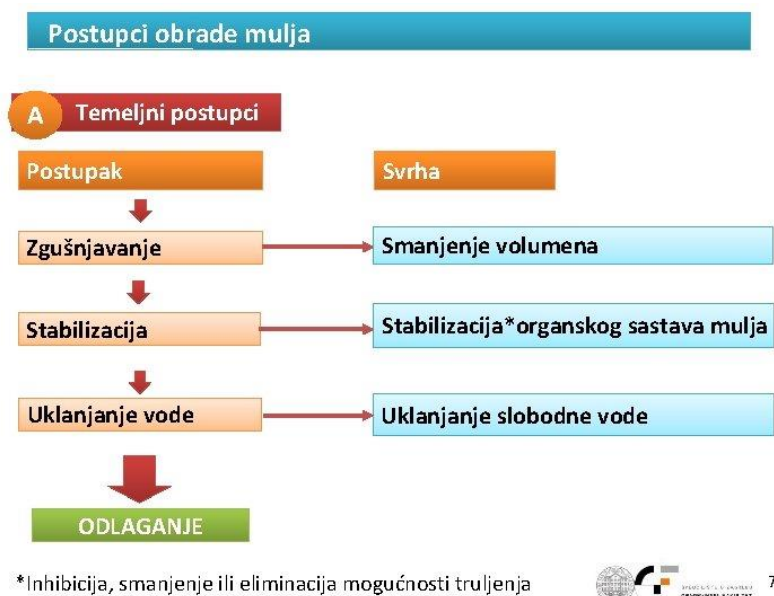 Postupci obrade mulja
A Temeljni postupci
Postupak
Svrha
Zgušnjavanje
Smanjenje volumena
Stabilizacija
Stabilizacija*organskog sastava mulja
Uklanjanje vode
Uklanjanje slobodne vode
ODLAGANJE
*Inhibicija, smanjenje ili eliminacija mogućnosti truljenja
7